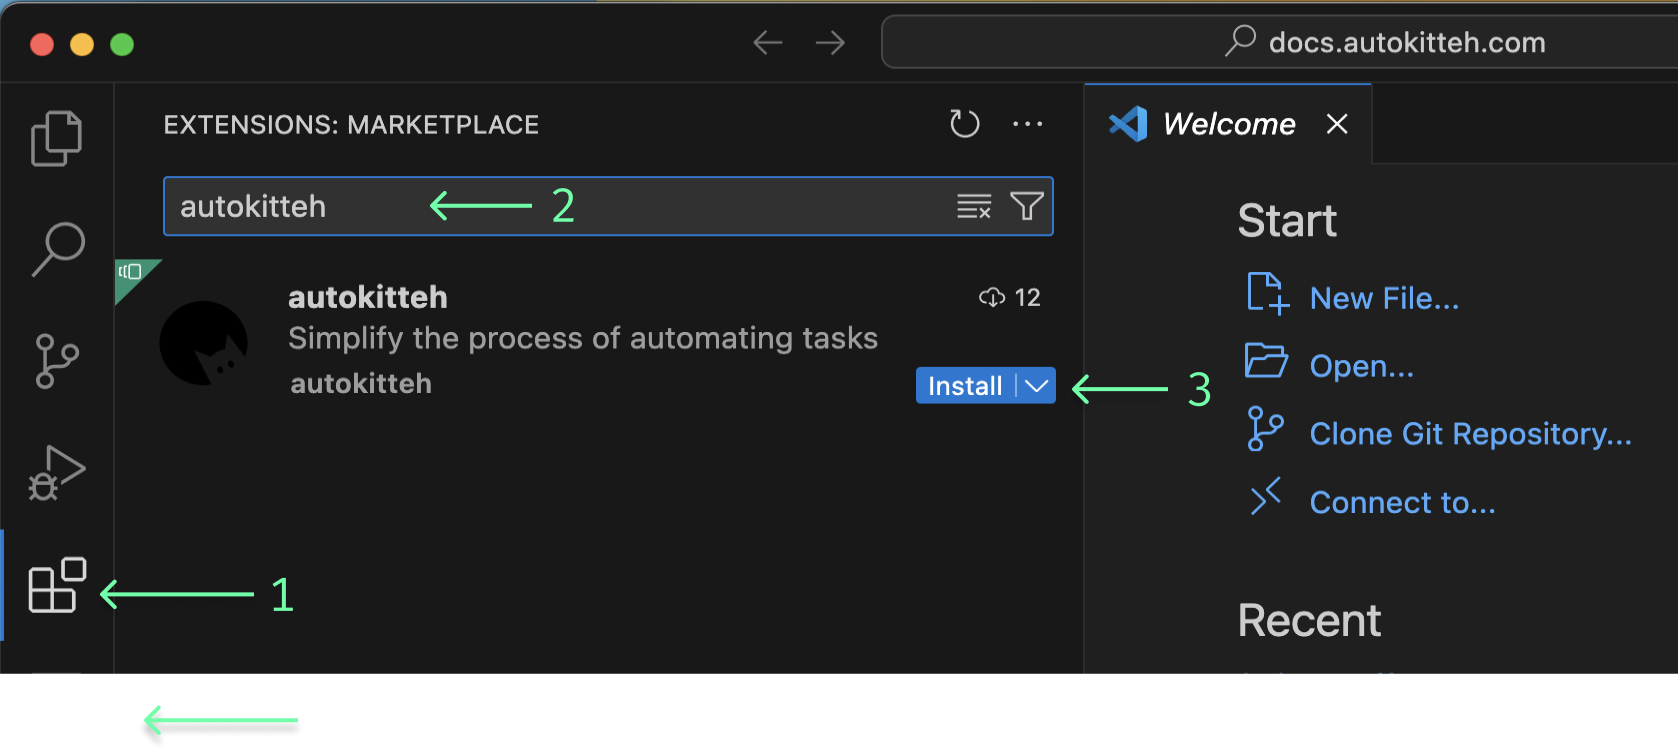 docs.autokitteh.com
EXTENSIONS: MARKETPLACE
Welcome
autokitteh
2
autokitteh
12
Simplify the process of automating tasks
autokitteh
Install
3
1
Start
New File...
Open...
Clone Git Repository...
Connect to...
Recent